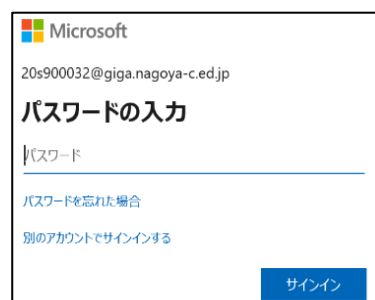 Microsoft
20s900032@giga.nagoya-c.ed.jp
パスワードの入力
パスワード
パスワードを忘れた場合
別のアカウントでサインインする
サインイン